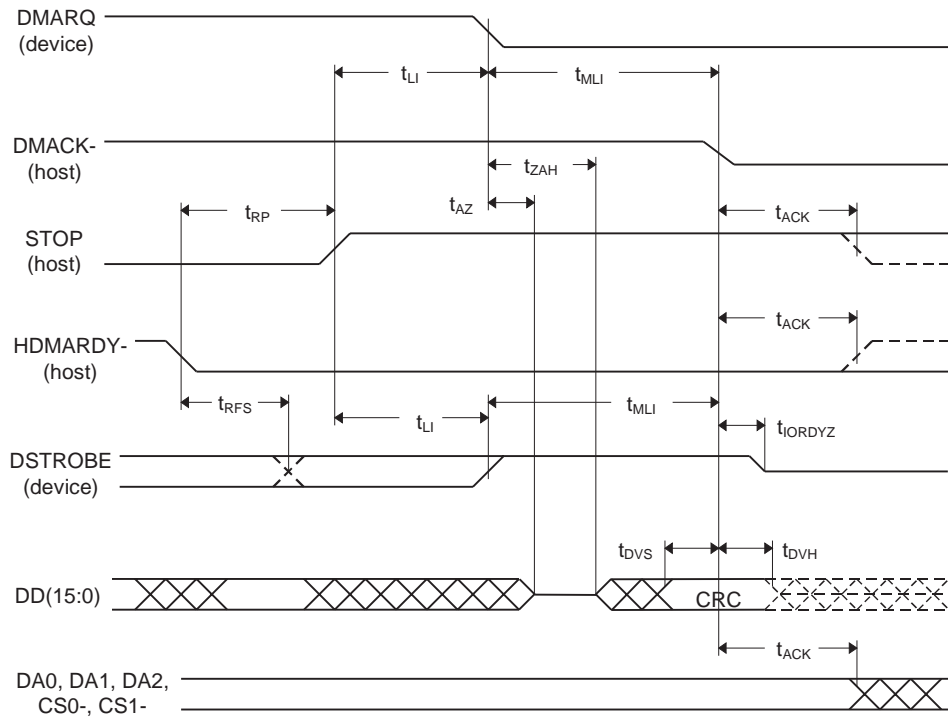 DMARQ
(device)
tLI
tMLI
DMACK-
(host)
tZAH
tAZ
tRP
tACK
STOP
(host)
tACK
HDMARDY-
(host)
tRFS
tLI
tMLI
tIORDYZ
DSTROBE
(device)
tDVS
tDVH
DD(15:0)
CRC
tACK
DA0, DA1, DA2,
CS0-, CS1-